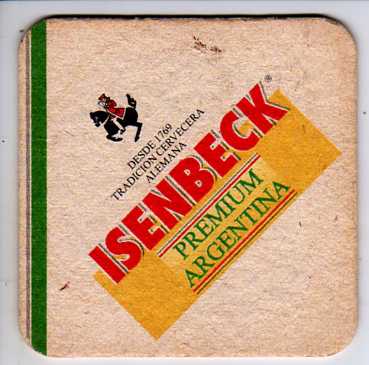 DESDE 1769
TRADICION CERVECERA
ALEMANA
ISENBECK®
PREMIUM
ARGENTINA